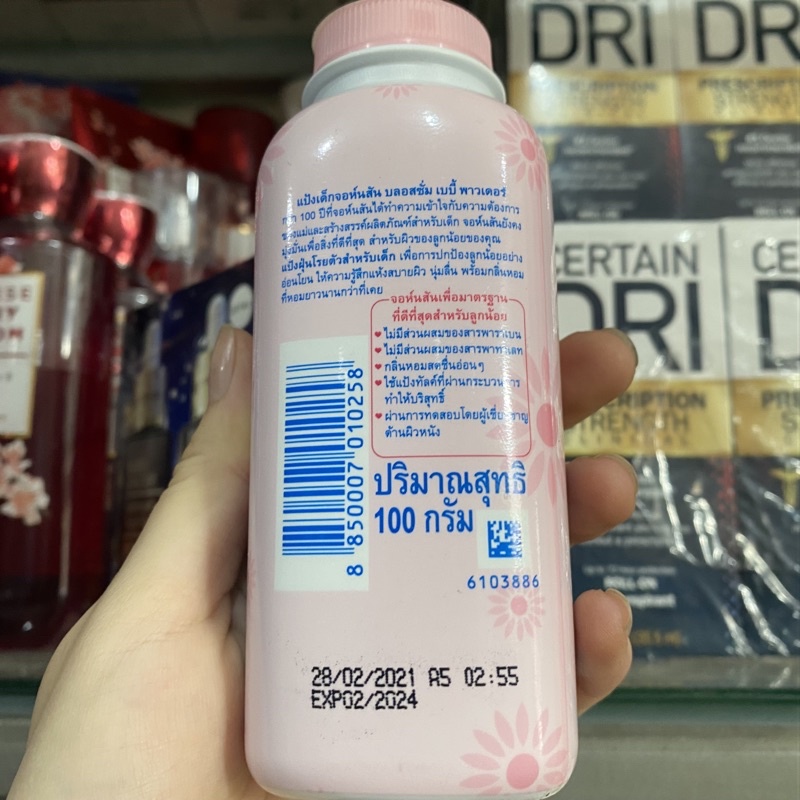 แป้งเด็กจอห์นสัน บลอสซั่ม เบบี้ พาวเดอร์
กว่า 100 ปีที่จอห์นสันได้ทำความเข้าใจกับความต้องการ
ของแม่และสร้างสรรค์ผลิตภัณฑ์สำหรับเด็ก จอห์นสันยังคง
มุ่งมั่นเพื่อสิ่งที่ดีที่สุด สำหรับผิวของลูกน้อยของคุณ
แป้งฝุ่นโรยตัวสำหรับเด็ก เพื่อการปกป้องลูกน้อยอย่าง
อ่อนโยน ให้ความรู้สึกแห้งสบายผิว นุ่มลื่น พร้อมกลิ่นหอม
ที่หอมยาวนานกว่าที่เคย
จอห์นสันเพื่อมาตรฐาน
ที่ดีที่สุดสำหรับลูกน้อย
ไม่มีส่วนผสมของสารพาราเบน
ไม่มีส่วนผสมของสารพาทาเลท
กลิ่นหอมสดชื่นอ่อนๆ
ใช้แป้งทัลค์ที่ผ่านกระบวนการ
ทำให้บริสุทธิ์
ผ่านการทดสอบโดยผู้เชี่ยวชาญ
ด้านผิวหนัง
8 850007 010258
ปริมาณสุทธิ
100 กรัม
6103886
28/02/2021 A5 02:55
EXP02/2024
CERTAIN
DRI
PRESCRIPTION
STRENGTH
CERTAIN
DRI
STRENGTH
ROLL-ON